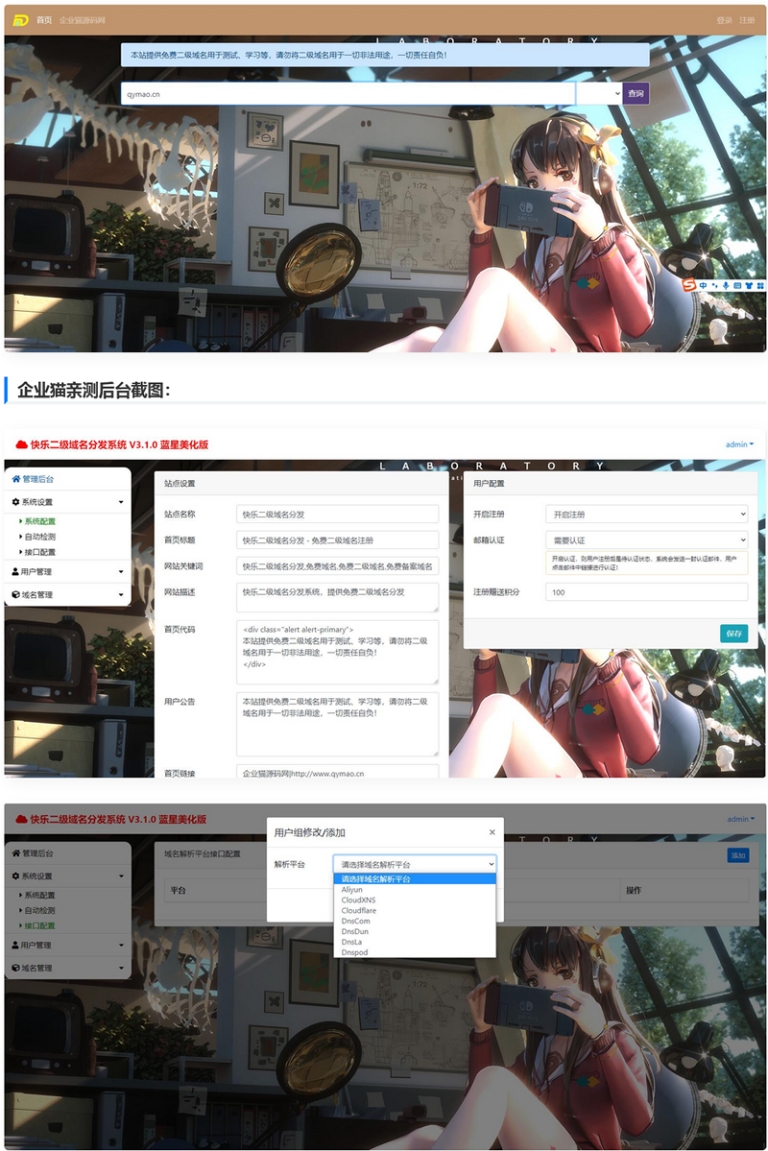 首页 企业猫源码网 登录 注册
L A B O R A T O R Y
本站提供免费二级域名用于测试、学习等，请勿将二级域名用于一切非法用途，一切责任自负！
qymao.cn 查询
1:72
中
企业猫亲测后台截图：
快乐二级域名分发系统 V3.1.0 蓝星美化版 admin
L A B O R A T O R Y
管理后台
系统设置
系统配置
自动检测
接口配置
用户管理
域名管理
站点设置
站点名称 快乐二级域名分发
首页标题 快乐二级域名分发 - 免费二级域名注册
网站关键词 快乐二级域名分发,免费域名,免费二级域名,免费备案域名
网站描述 快乐二级域名分发系统，提供免费二级域名分发
首页代码 <div class="alert alert-primary">
本站提供免费二级域名用于测试、学习等，请勿将二级
域名用于一切非法用途，一切责任自负！
</div>
用户公告 本站提供免费二级域名用于测试、学习等，请勿将二级
域名用于一切非法用途，一切责任自负！
首页链接 企业猫源码网|http://www.qymao.cn
用户配置
开启注册 开启注册
邮箱认证 需要认证
开启认证，则用户注册后是待认证状态，系统会发送一封认证邮件，用户
点击邮件中链接进行认证！
注册赠送积分 100
保存
快乐二级域名分发系统 V3.1.0 蓝星美化版 admin
管理后台
系统设置
系统配置
自动检测
接口配置
用户管理
域名管理
域名解析平台接口配置 添加
平台 操作
用户组修改/添加 ×
解析平台 请选择域名解析平台
请选择域名解析平台
Aliyun
CloudXNS
Cloudflare
DnsCom
DnsDun
DnsLa
Dnspod